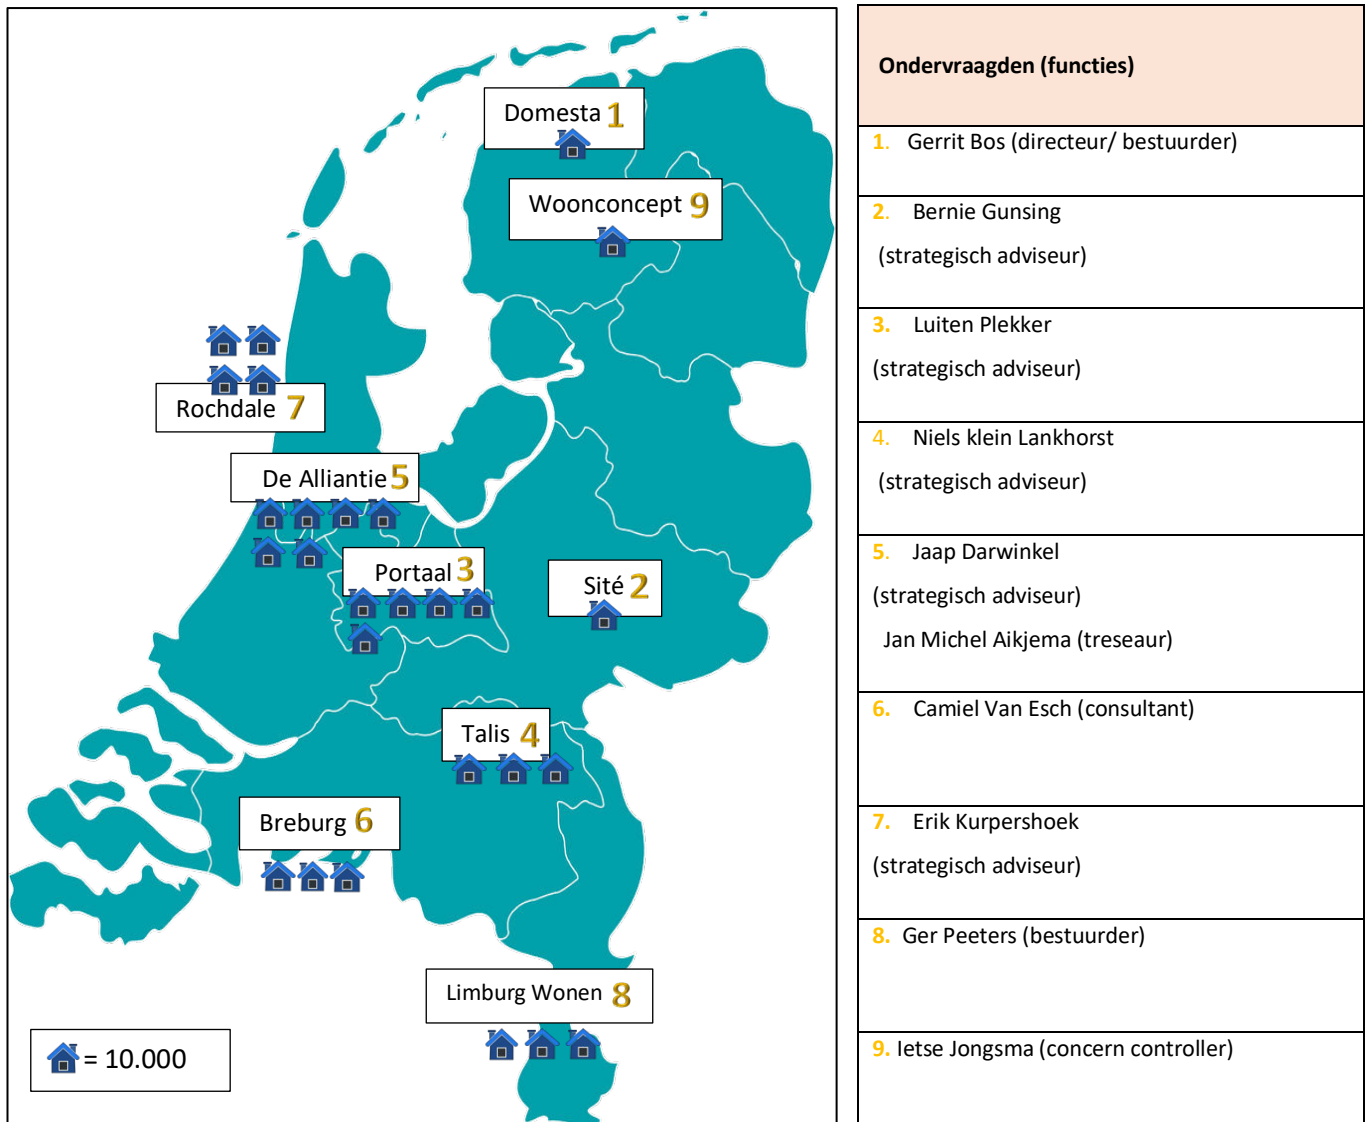 Domesta 1
Woonconcept 9
Rochdale 7
De Alliantie 5
Portaal 3
Sité 2
Talis 4
Breburg 6
Limburg Wonen 8
= 10.000
Ondervraagden (functies)
1. Gerrit Bos (directeur/ bestuurder)
2. Bernie Gunsing
(strategisch adviseur)
3. Luiten Plekker
(strategisch adviseur)
4. Niels klein Lankhorst
(strategisch adviseur)
5. Jaap Darwinkel
(strategisch adviseur)
Jan Michel Aikjema (treseaur)
6. Camiel Van Esch (consultant)
7. Erik Kurpershoek
(strategisch adviseur)
8. Ger Peeters (bestuurder)
9. Ietse Jongsma (concern controller)